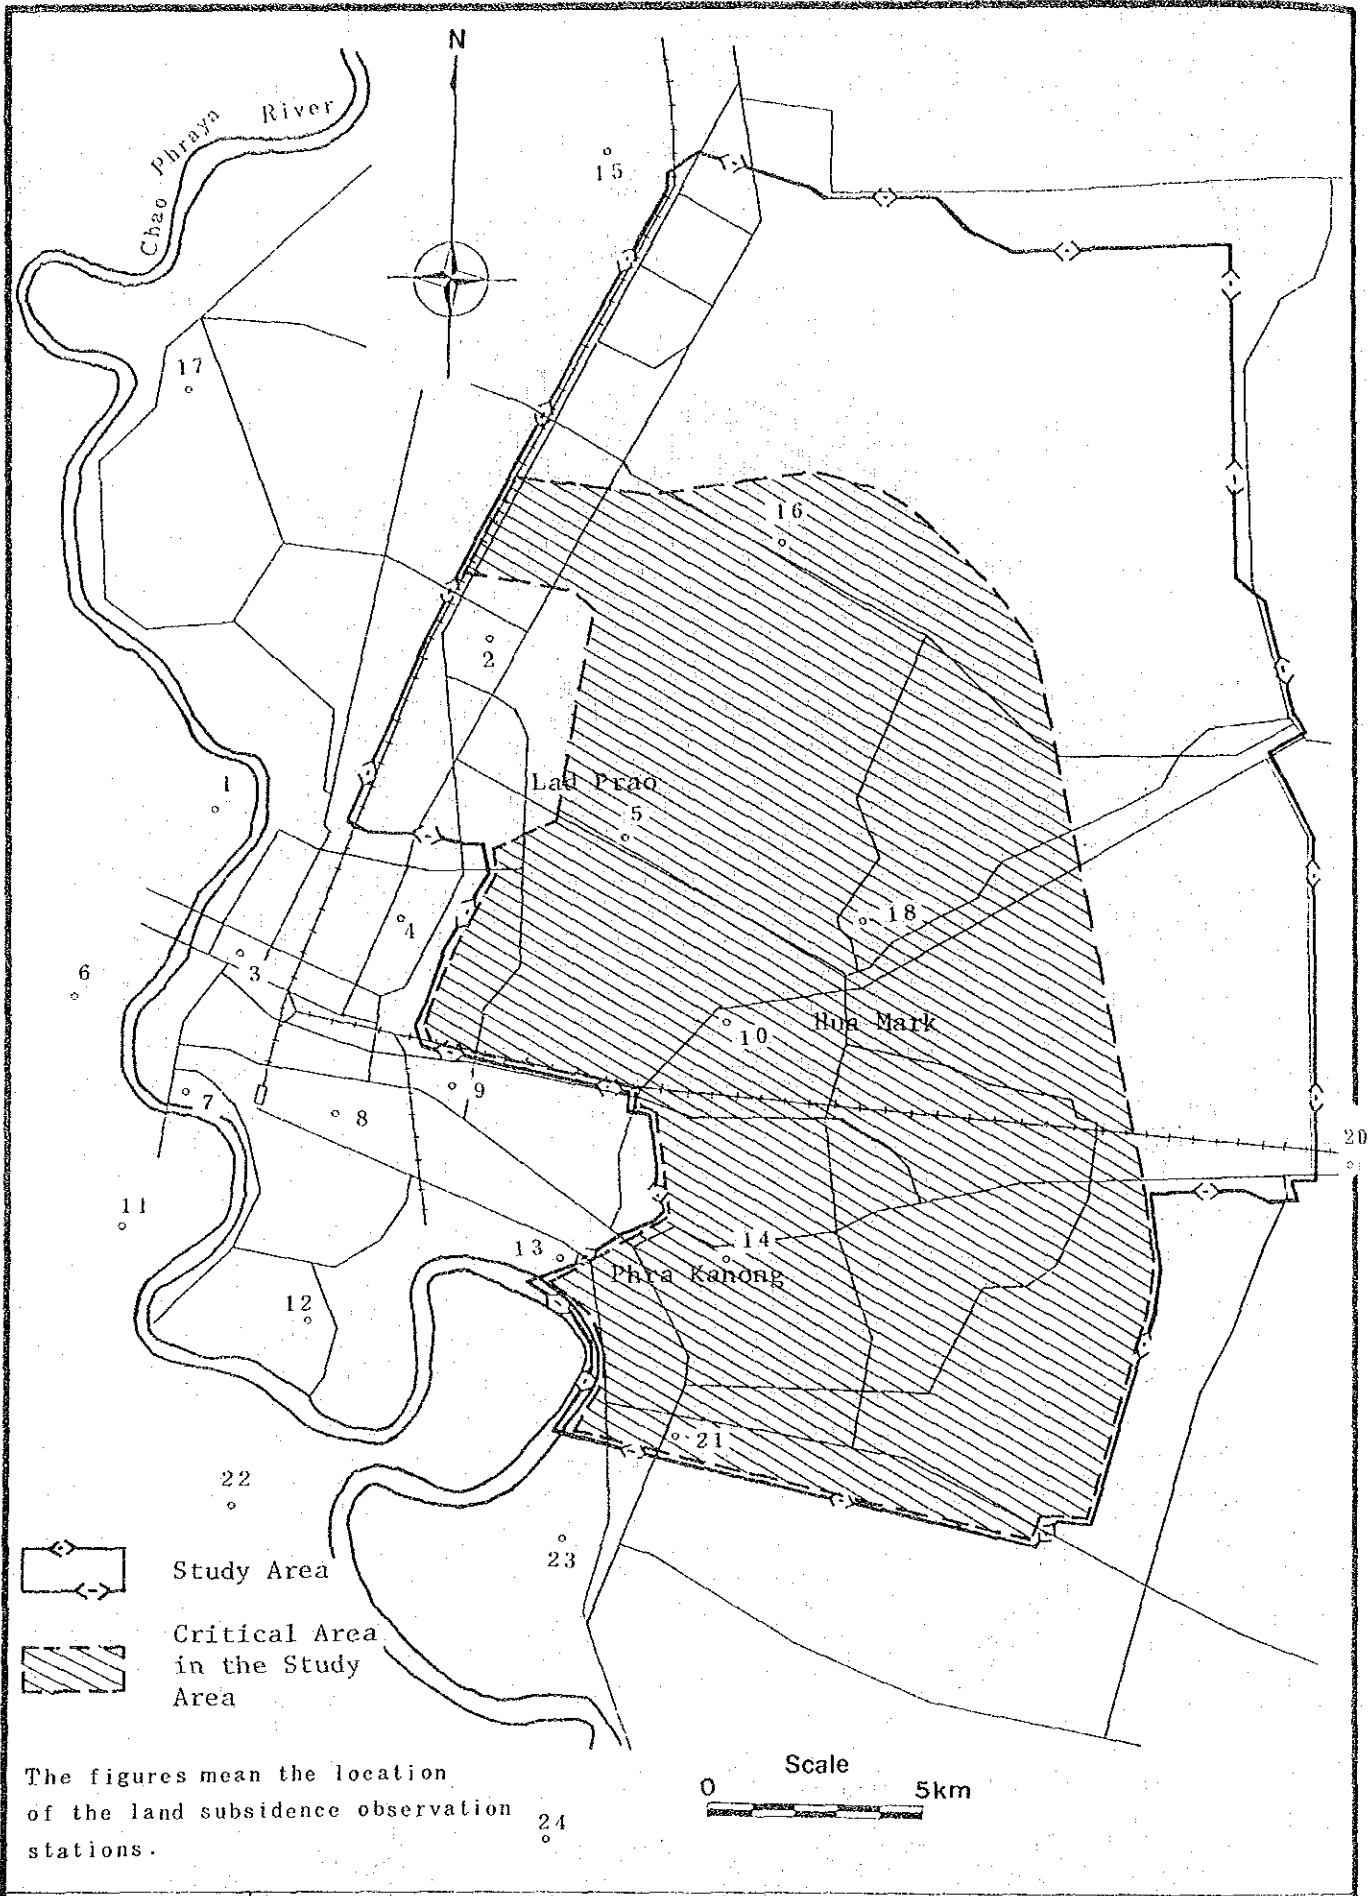 N
Chao Phraya River
15
17
16
2
1
Lad Prao
5
4
18
3
6
Hua Mark
10
9
7
8
20
11
14
13
Phra Kanong
12
21
22
23
Study Area
Critical Area
in the Study
Area
Scale
0 5km
The figures mean the location
of the land subsidence observation
stations.
24